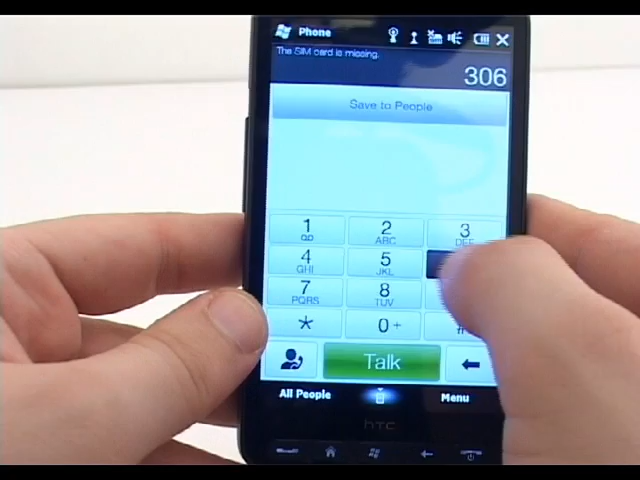 Phone
The SIM card is missing.
306
Save to People
1 2 3
ABC DEF
4 5
GHI JKL
7 8
PQRS TUV
* 0+ #
Talk
All People Menu
hTC